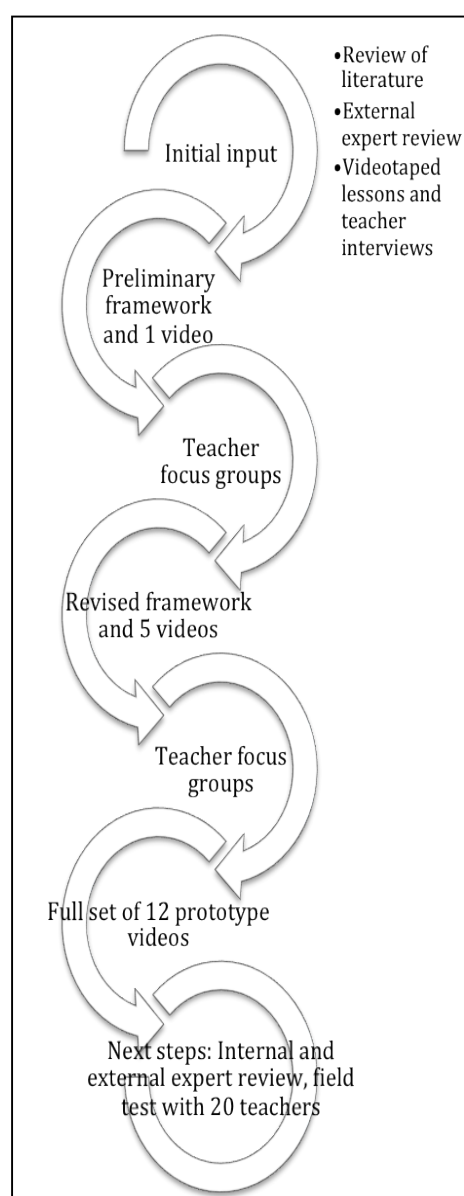 Initial input
•Review of
literature
•External
expert review
•Videotaped
lessons and
teacher
interviews
Preliminary
framework
and 1 video
Teacher
focus groups
Revised framework
and 5 videos
Teacher focus
groups
Full set of 12 prototype
videos
Next steps: Internal and
external expert review, field
test with 20 teachers